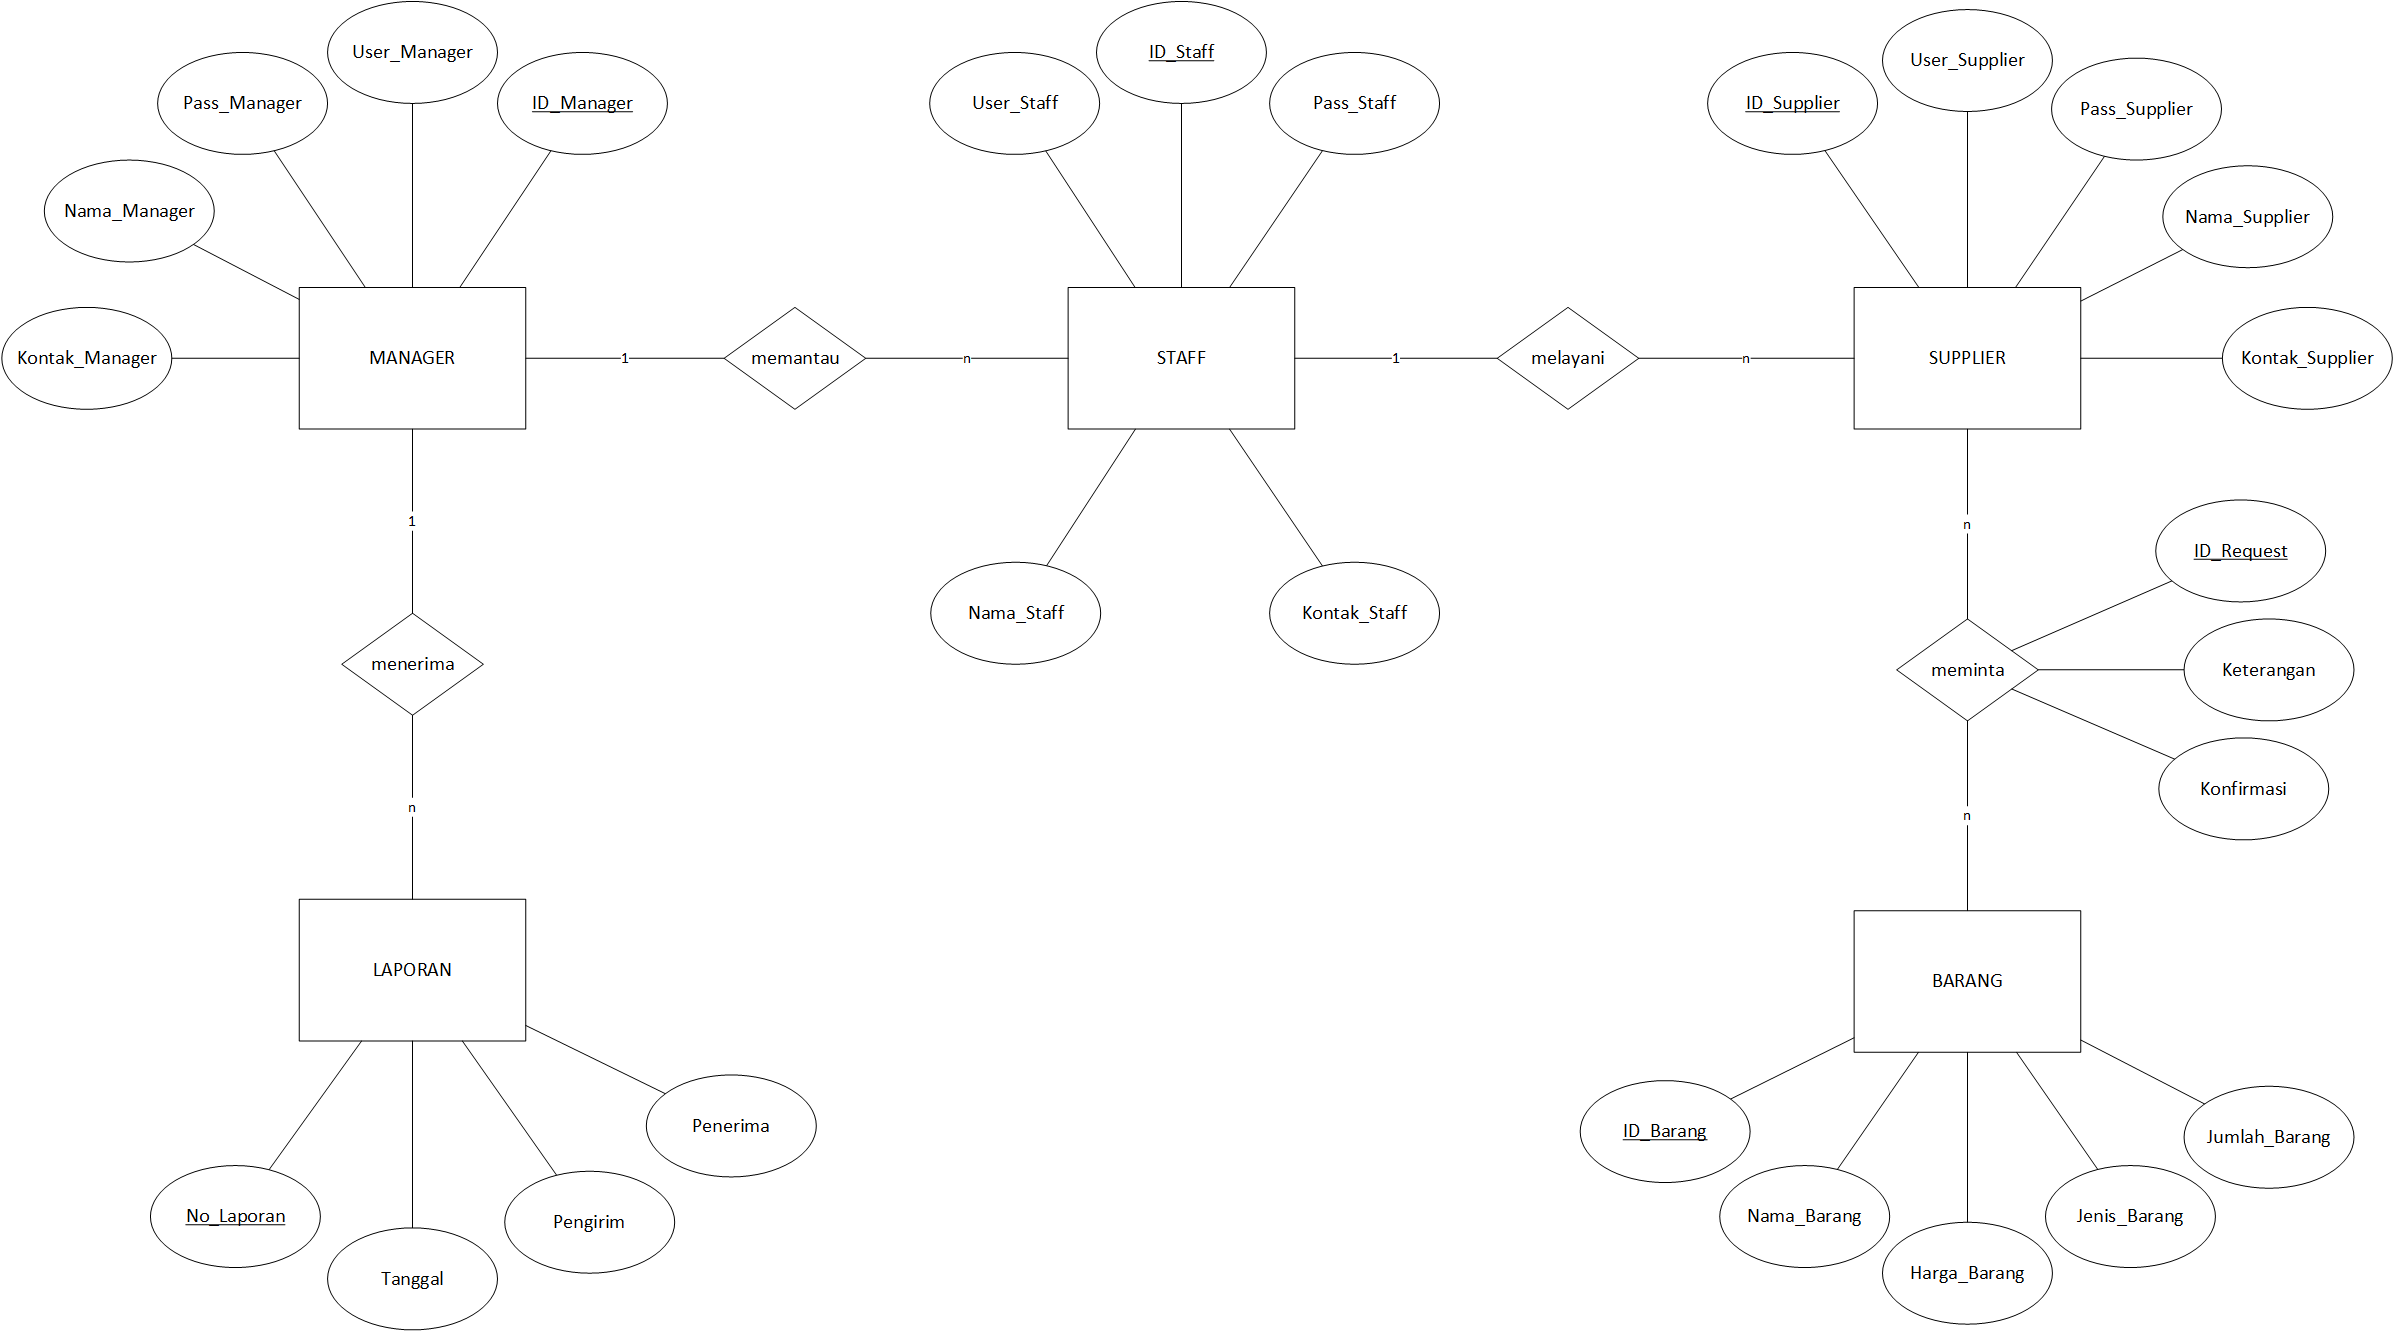 User_Manager
ID_Staff
User_Supplier
Pass_Manager
ID_Manager
User_Staff
Pass_Staff
ID_Supplier
Pass_Supplier
Nama_Manager
Nama_Supplier
Kontak_Manager
MANAGER
1
memantau
n
STAFF
1
melayani
n
SUPPLIER
Kontak_Supplier
1
n
ID_Request
Nama_Staff
Kontak_Staff
menerima
meminta
Keterangan
Konfirmasi
n
n
LAPORAN
BARANG
Penerima
ID_Barang
Jumlah_Barang
No_Laporan
Pengirim
Nama_Barang
Jenis_Barang
Tanggal
Harga_Barang